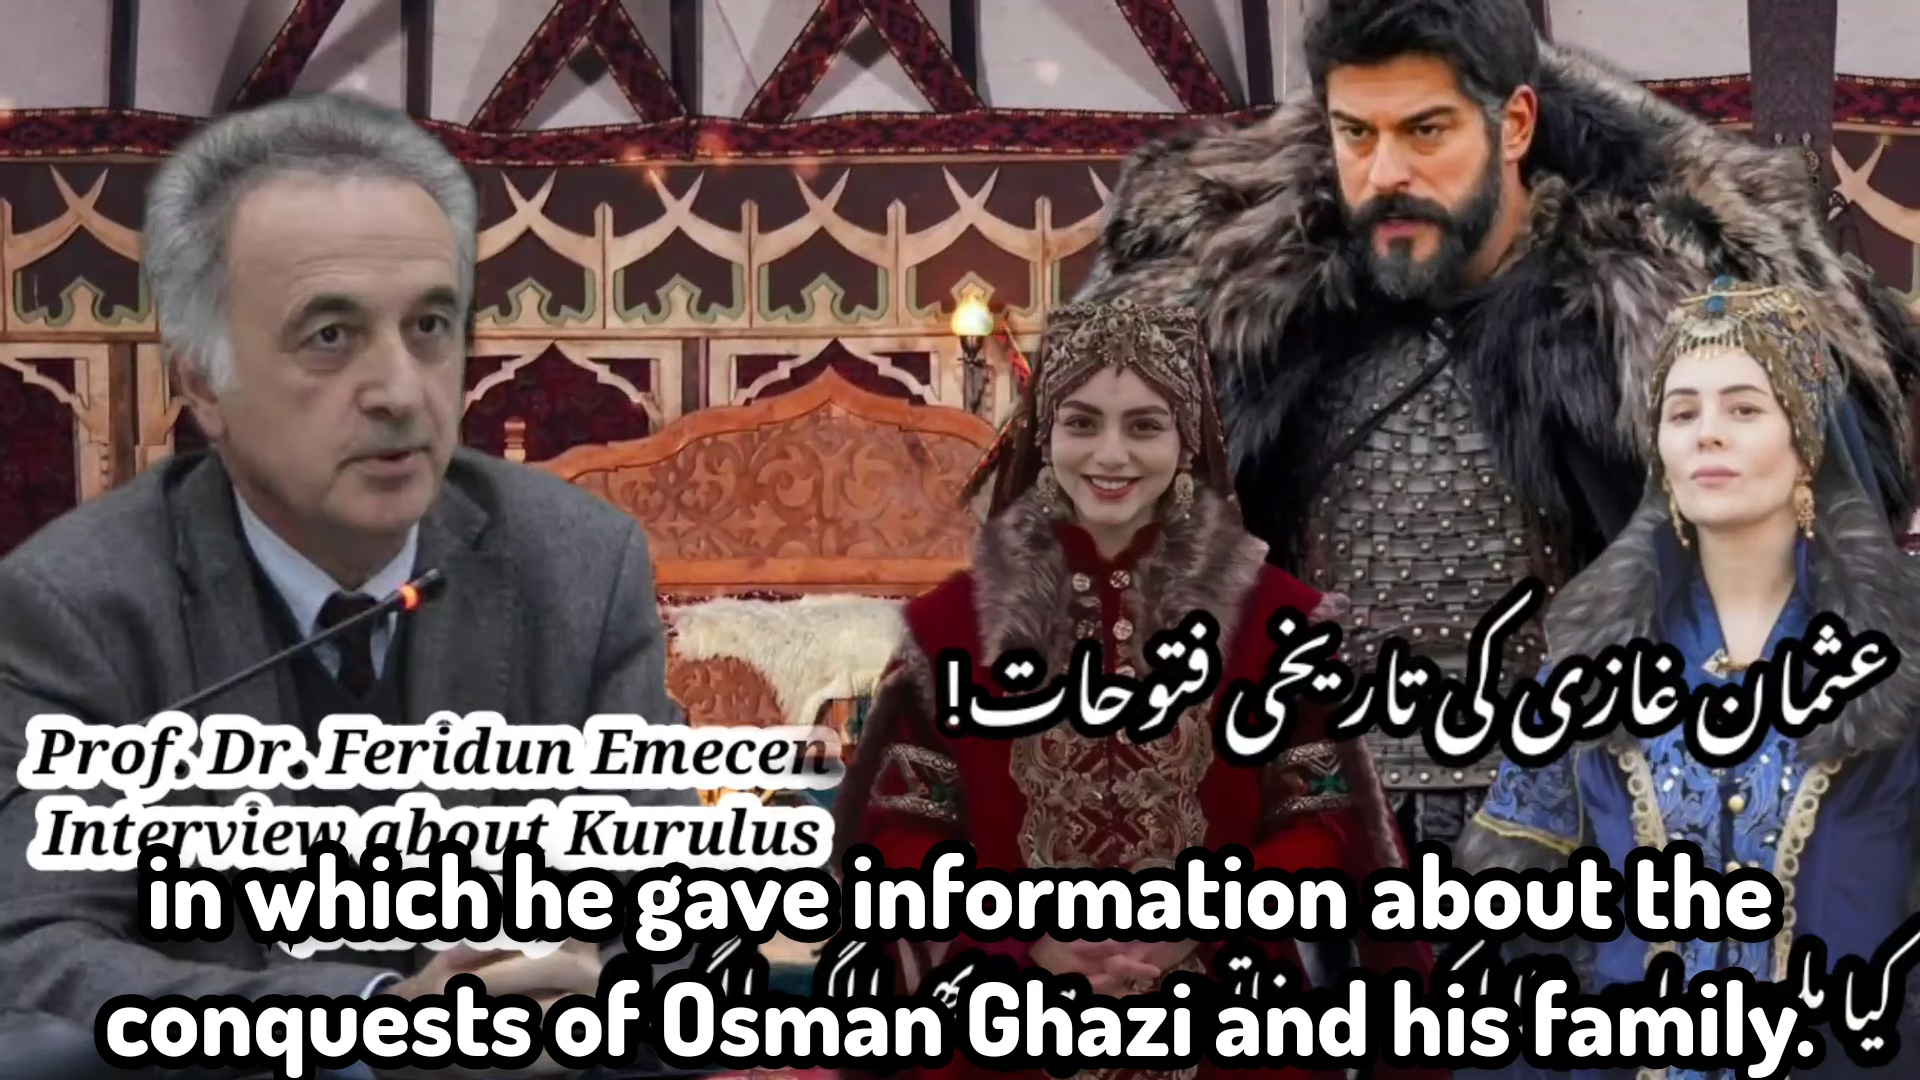 Prof. Dr. Feridun Emecen
Interview about Kurulus
عثمان غازی کی تاریخی فتوحات!
in which he gave information about the
conquests of Osman Ghazi and his family.
کیا